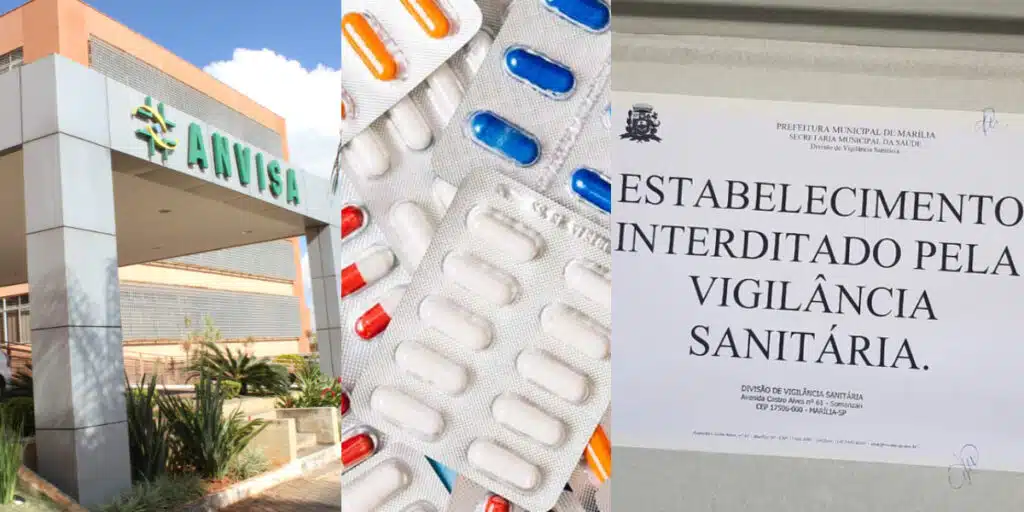 ANVISA
PREFEITURA MUNICIPAL DE MARÍLIA
SECRETARIA MUNICIPAL DA SAÚDE
Divisão de Vigilância Sanitária
ESTABELECIMENTO
INTERDITADO PELA
VIGILÂNCIA
SANITÁRIA.
DIVISÃO DE VIGILÂNCIA SANITÁRIA
Avenida Castro Alves nº 61 - Somenzari
CEP 17506-000 - MARÍLIA-SP